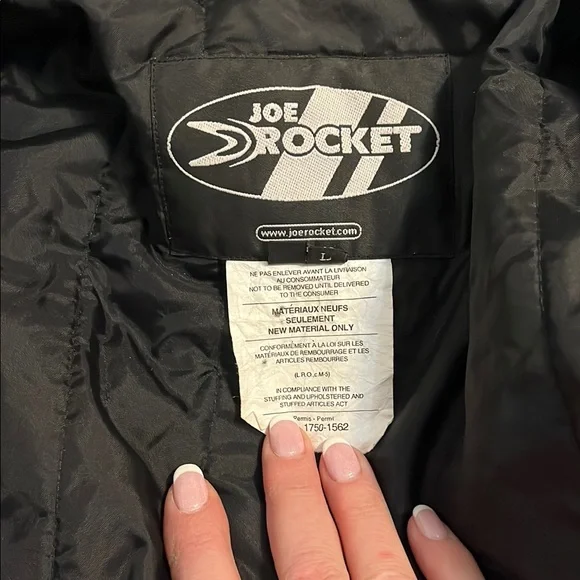 JOE
ROCKET
www.joerocket.com
L
NE PAS ENLEVER AVANT LA LIVRAISON
AU CONSOMMATEUR
NOT TO BE REMOVED UNTIL DELIVERED
TO THE CONSUMER
MATÉRIAUX NEUFS
SEULEMENT
NEW MATERIAL ONLY
CONFORMÉMENT A LA LOI SUR LES
MATÉRIAUX DE REMBOURRAGE ET LES
ARTICLES REMBOURRÉS
(L.R.O., c.M-5)
IN COMPLIANCE WITH THE
STUFFING AND UPHOLSTERED AND
STUFFED ARTICLES ACT
Permis - Permit
1750-1562